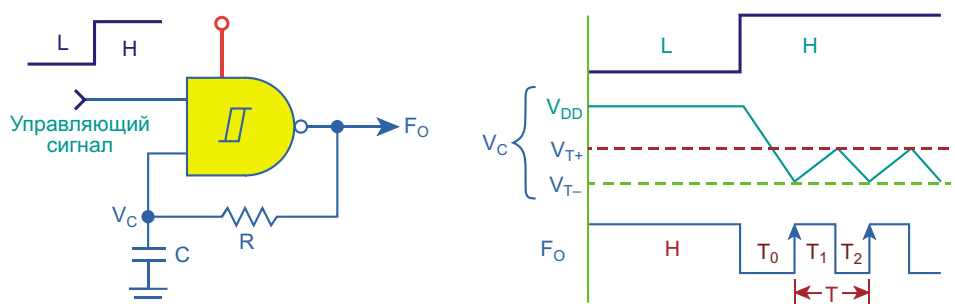 L
H
Управляющий
сигнал
F_O
V_C
R
C
L
H
V_C
V_DD
V_T+
V_T–
F_O
H
T_0
T_1
T_2
T